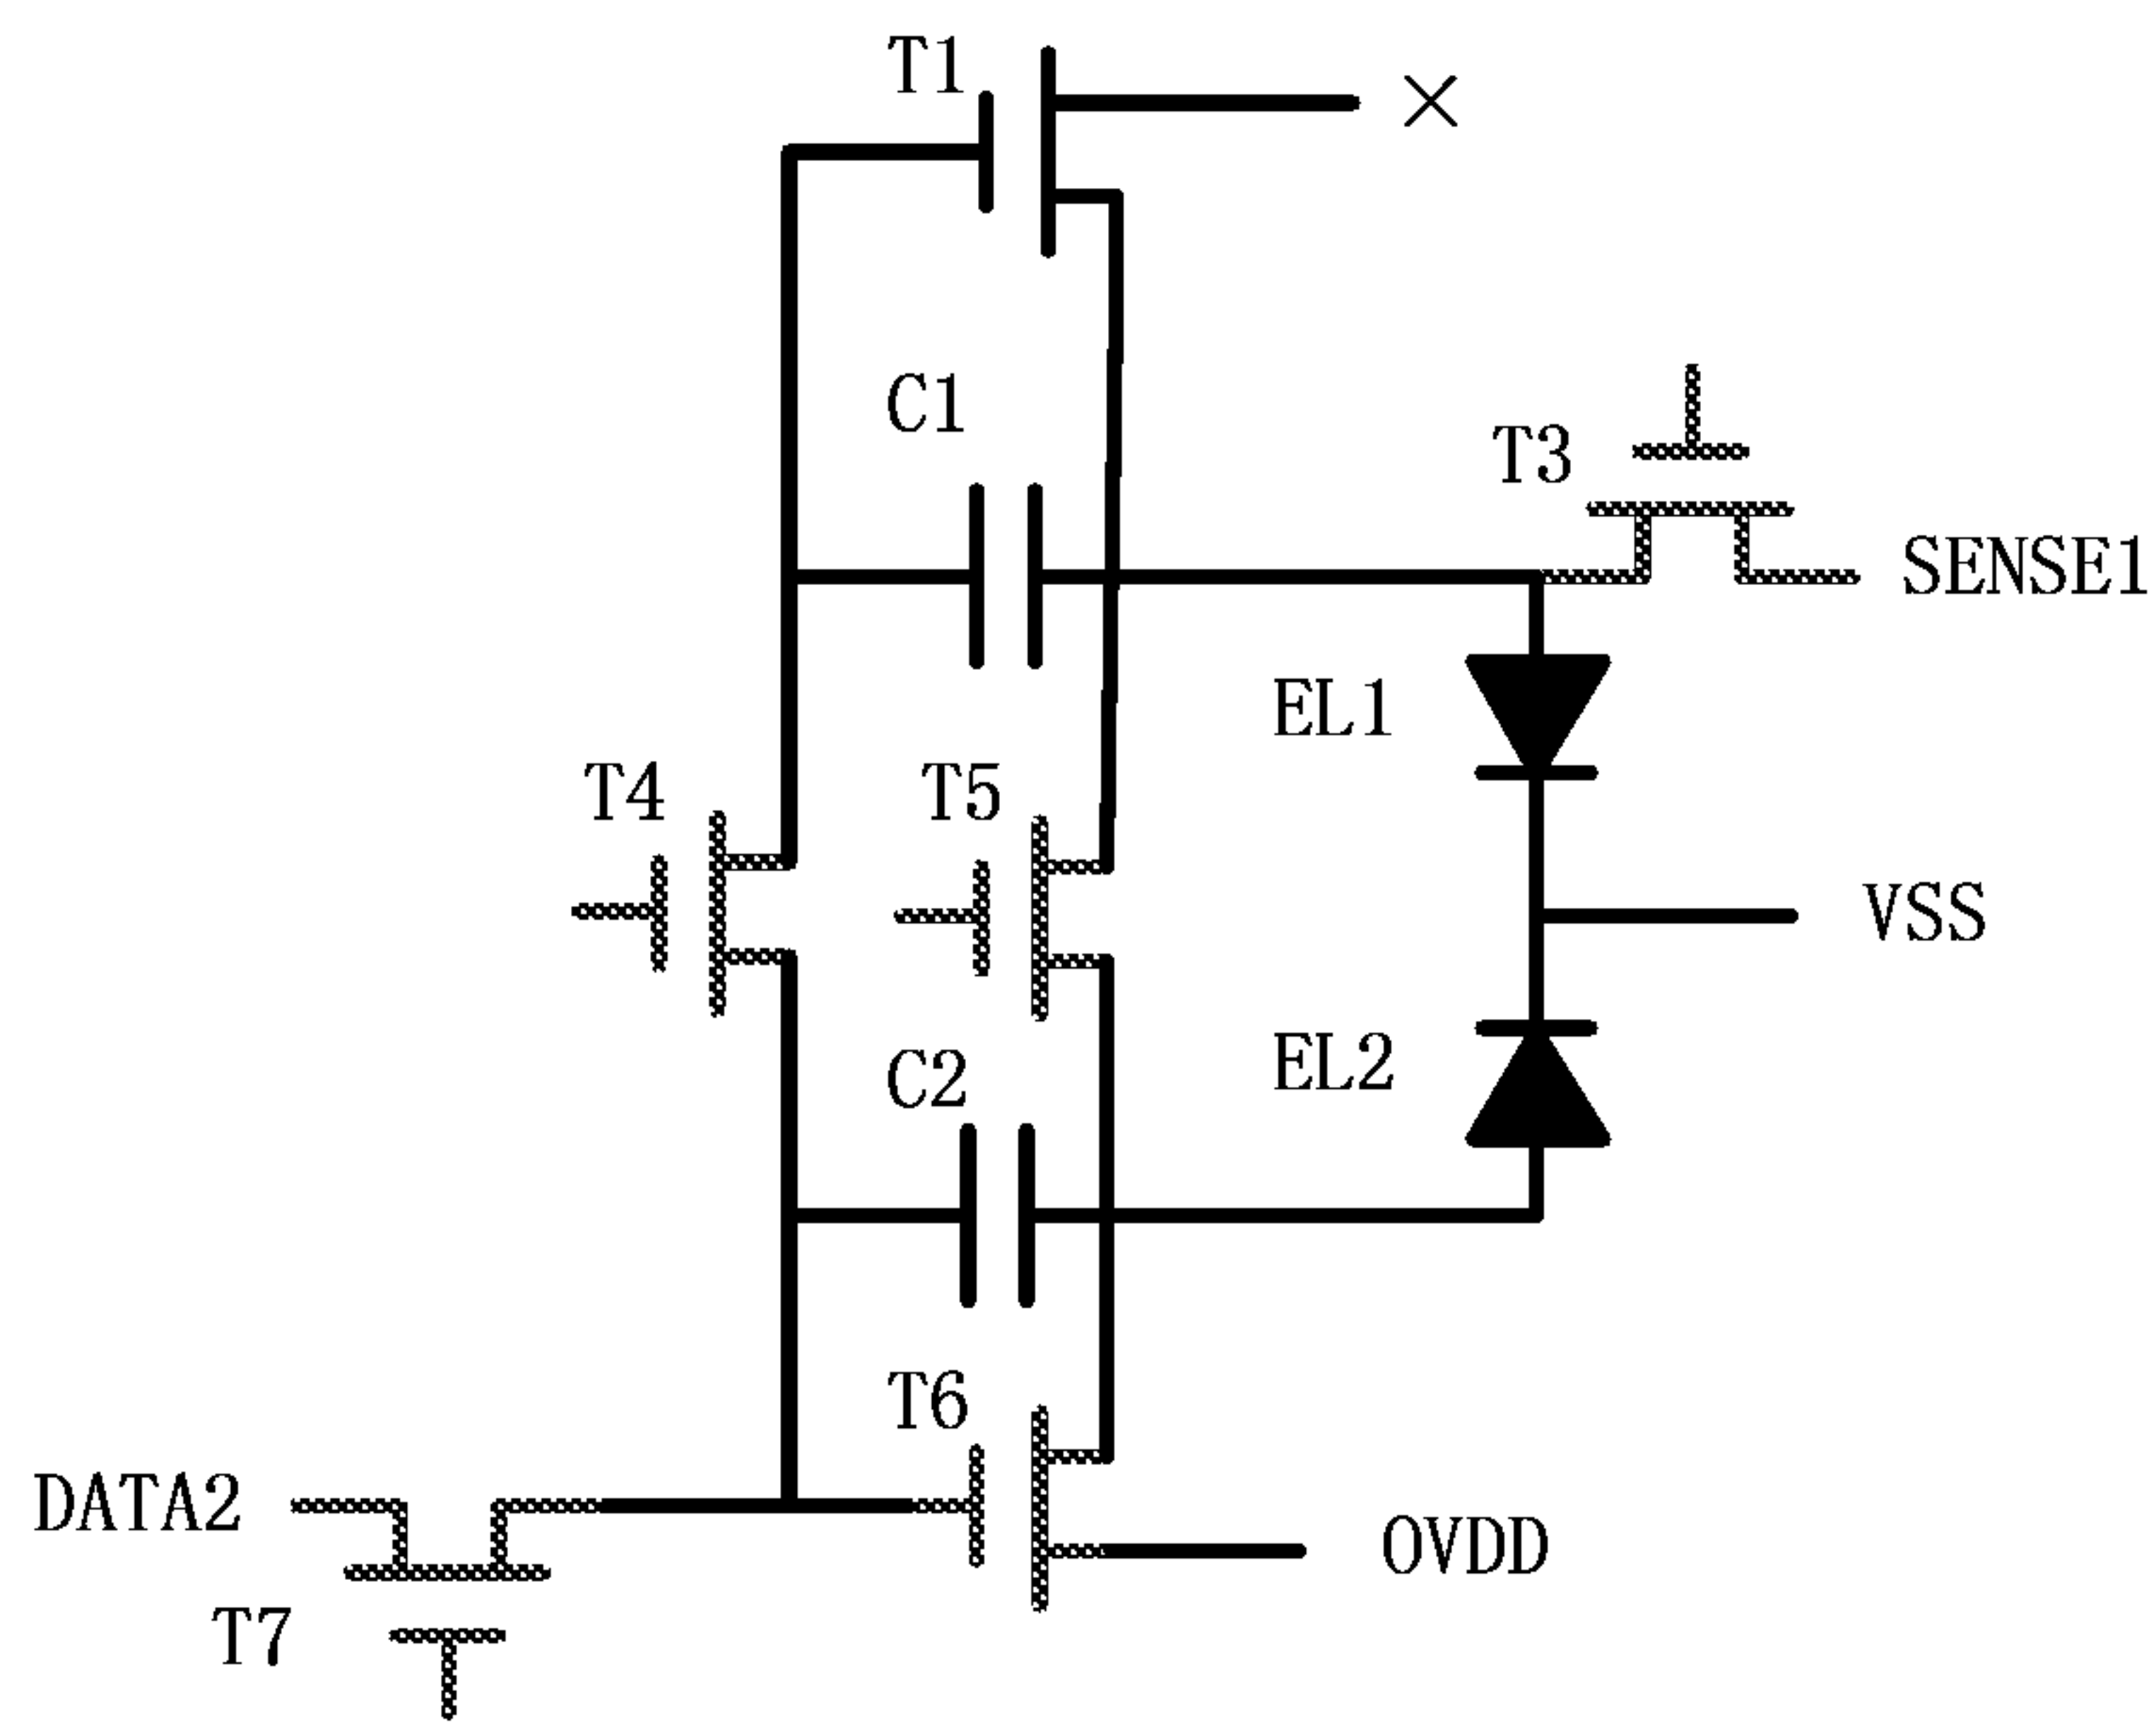 T1
×
C1
T3
SENSE1
EL1
T4
T5
VSS
EL2
C2
T6
DATA2
OVDD
T7